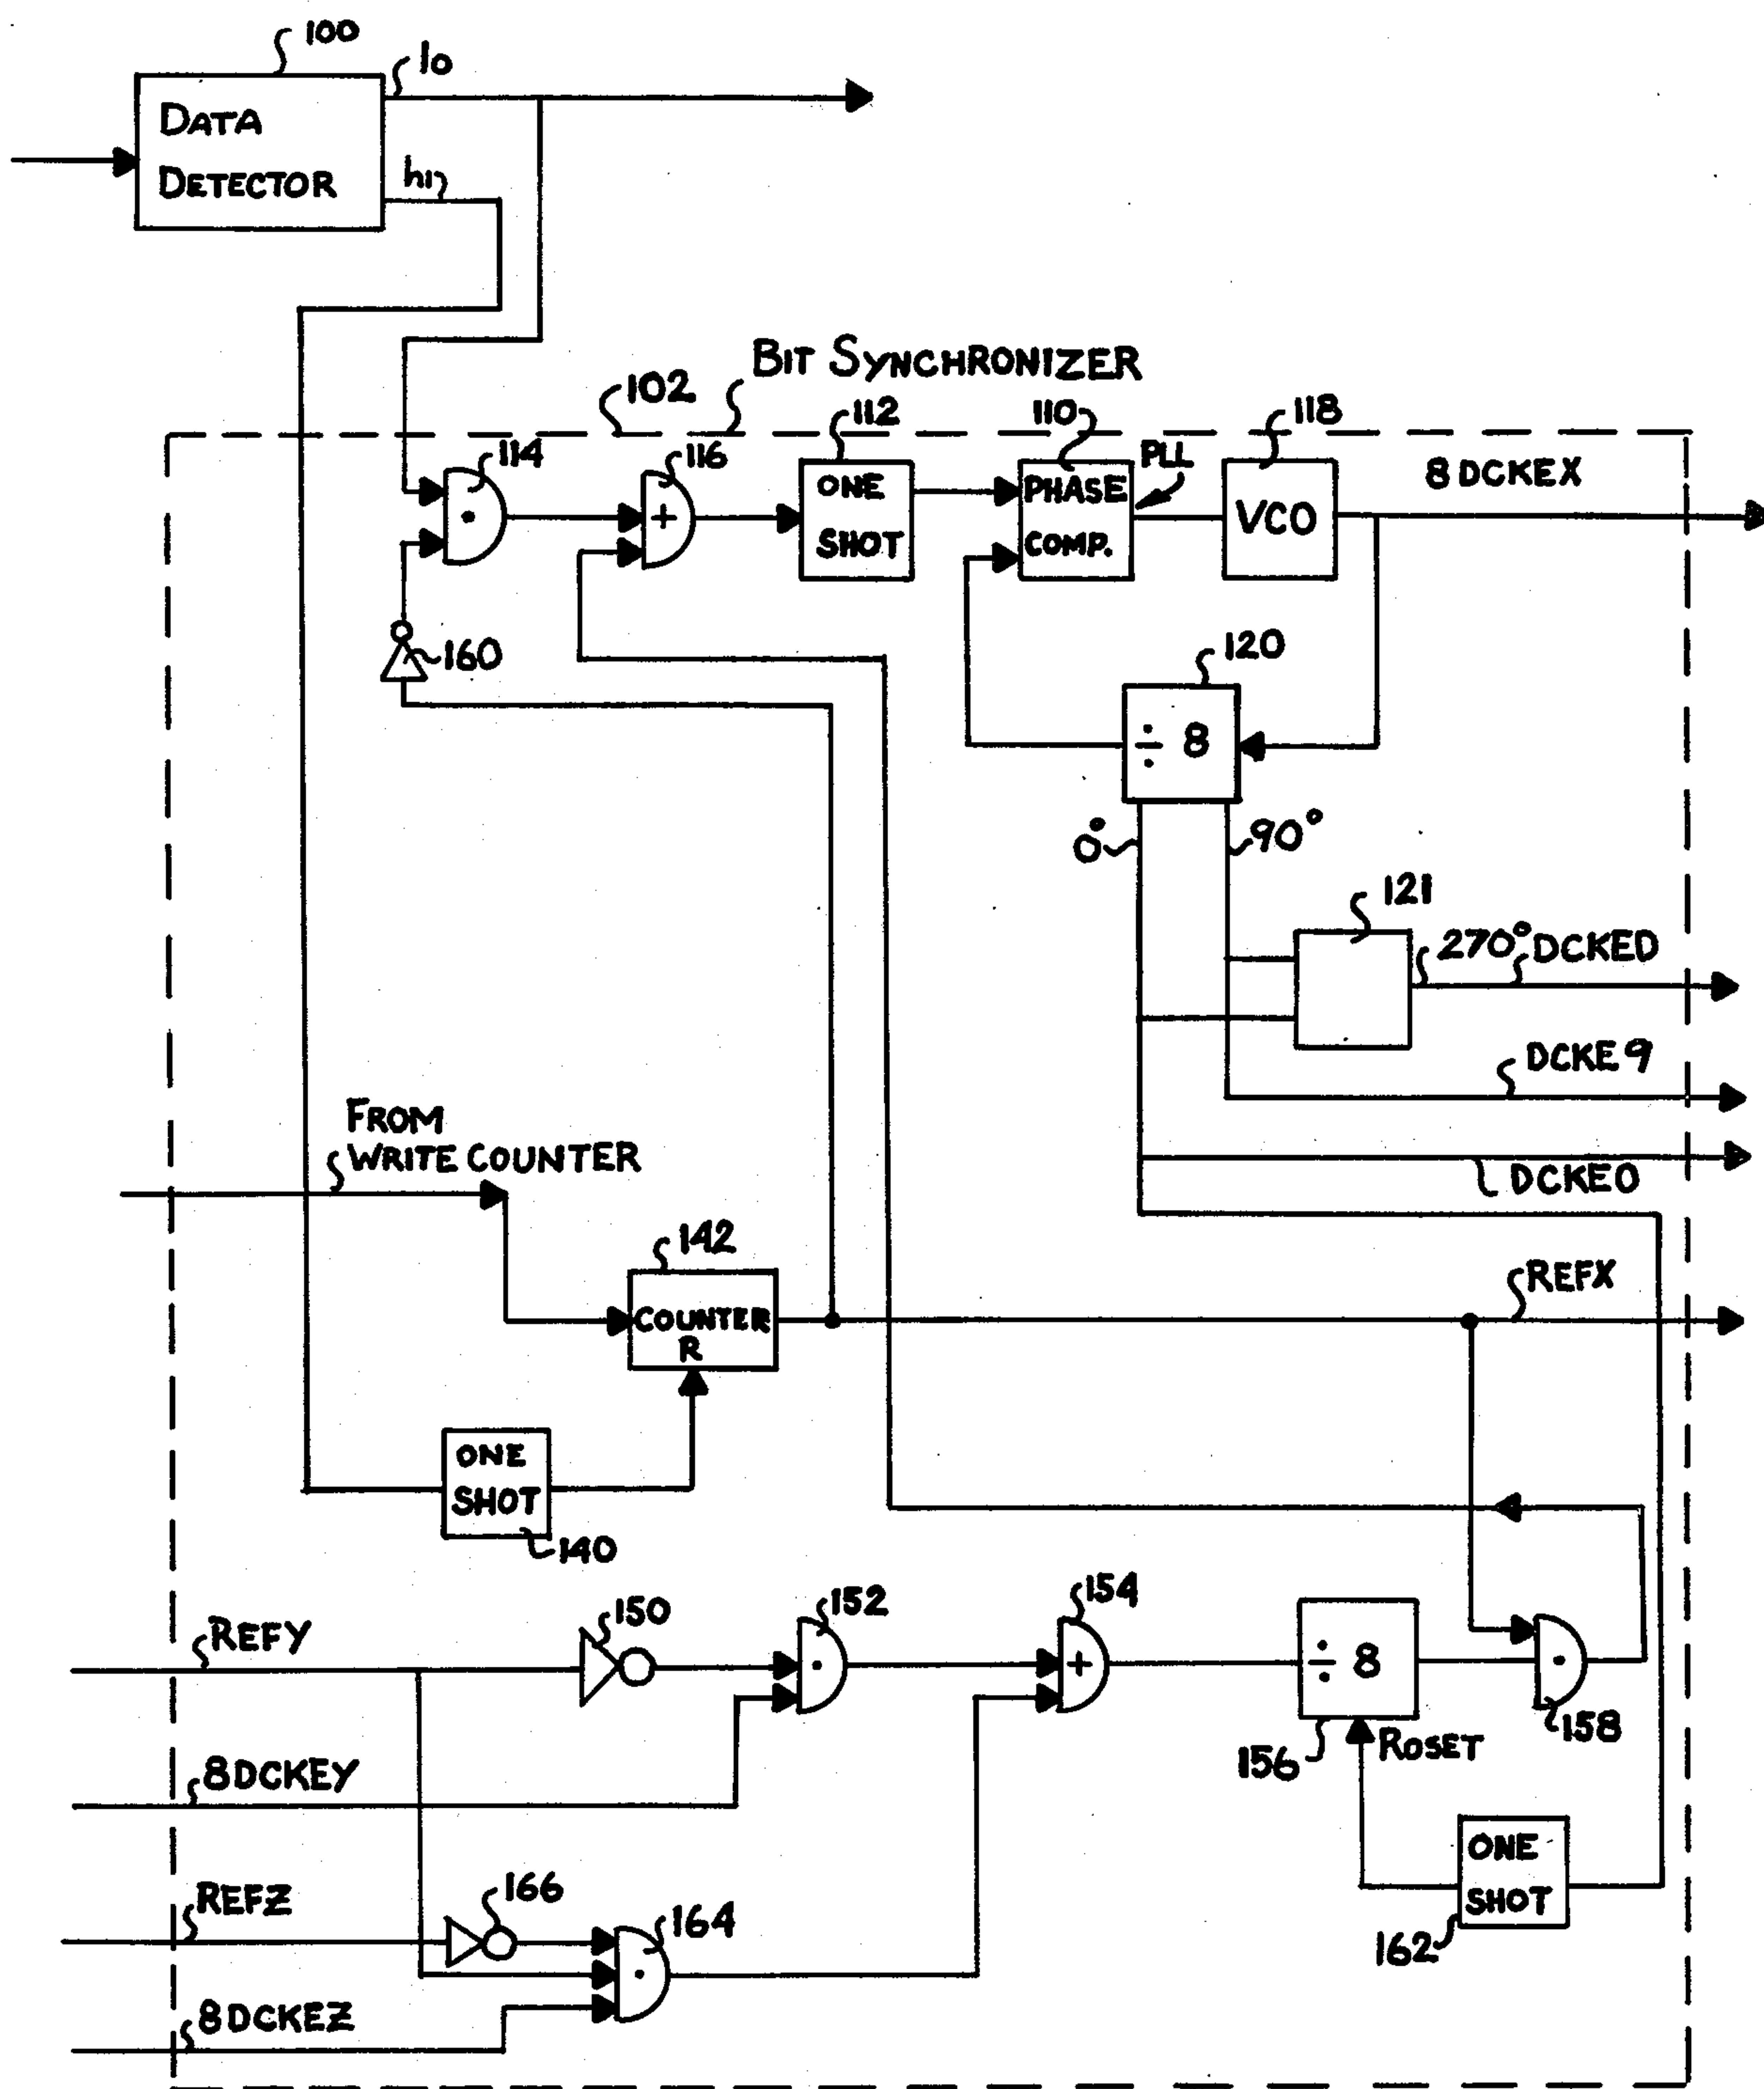 100
lo
DATA
DETECTOR
hi
BIT SYNCHRONIZER
102
112
110
118
114
116
PLL
8DCKEX
ONE
SHOT
PHASE
COMP.
VCO
·
+
160
120
÷ 8
0°
90°
121
270° DCKED
DCKE9
FROM
WRITE COUNTER
DCKE0
142
REFX
COUNTER
R
ONE
SHOT
140
154
152
150
REFY
·
+
÷ 8
·
158
156
ROSET
8DCKEY
ONE
SHOT
162
REFZ
166
164
·
8DCKEZ